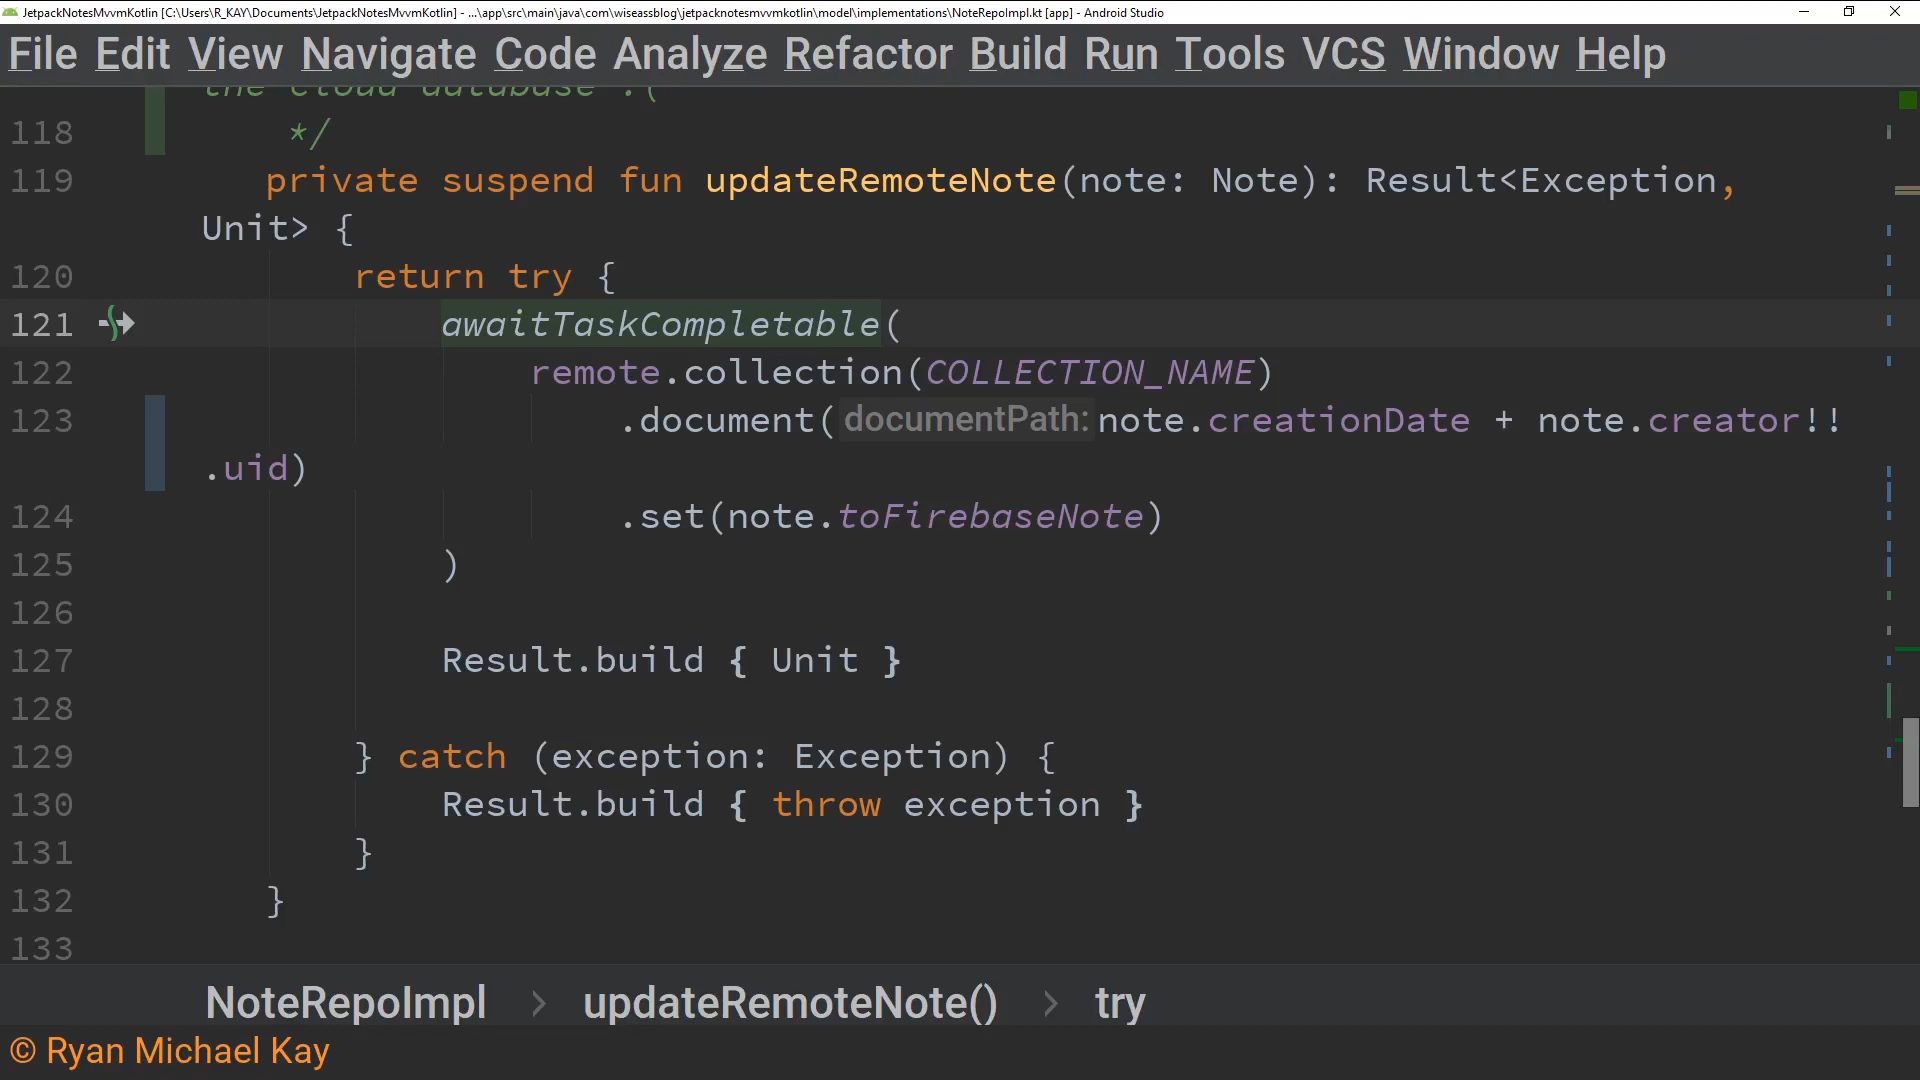 JetpackNotesMvvmKotlin [C:\Users\R_KAY\Documents\JetpackNotesMvvmKotlin] - ...\app\src\main\java\com\wiseassblog\jetpacknotesmvvmkotlin\model\implementations\NoteRepoImpl.kt [app] - Android Studio
File Edit View Navigate Code Analyze Refactor Build Run Tools VCS Window Help
the cloud database :(
118 */
119 private suspend fun updateRemoteNote(note: Note): Result<Exception,
Unit> {
120 return try {
121 awaitTaskCompletable(
122 remote.collection(COLLECTION_NAME)
123 .document( documentPath: note.creationDate + note.creator!!
.uid)
124 .set(note.toFirebaseNote)
125 )
126
127 Result.build { Unit }
128
129 } catch (exception: Exception) {
130 Result.build { throw exception }
131 }
132 }
133
NoteRepoImpl > updateRemoteNote() > try
© Ryan Michael Kay